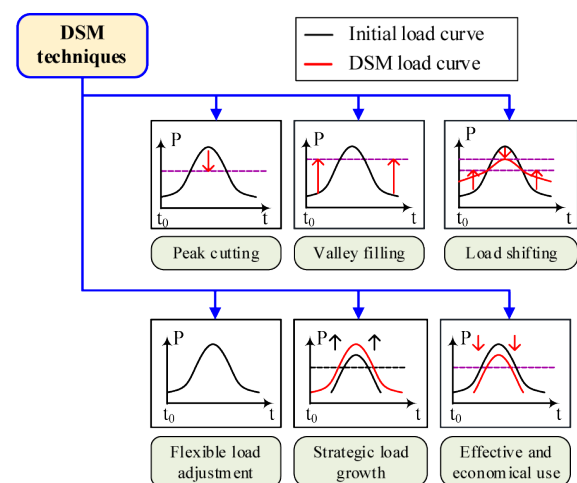 DSM
techniques
Initial load curve
DSM load curve
P
t0
t
P
t0
t
P
t0
t
Peak cutting
Valley filling
Load shifting
P
t0
t
P
t0
t
P
t0
t
Flexible load
adjustment
Strategic load
growth
Effective and
economical use